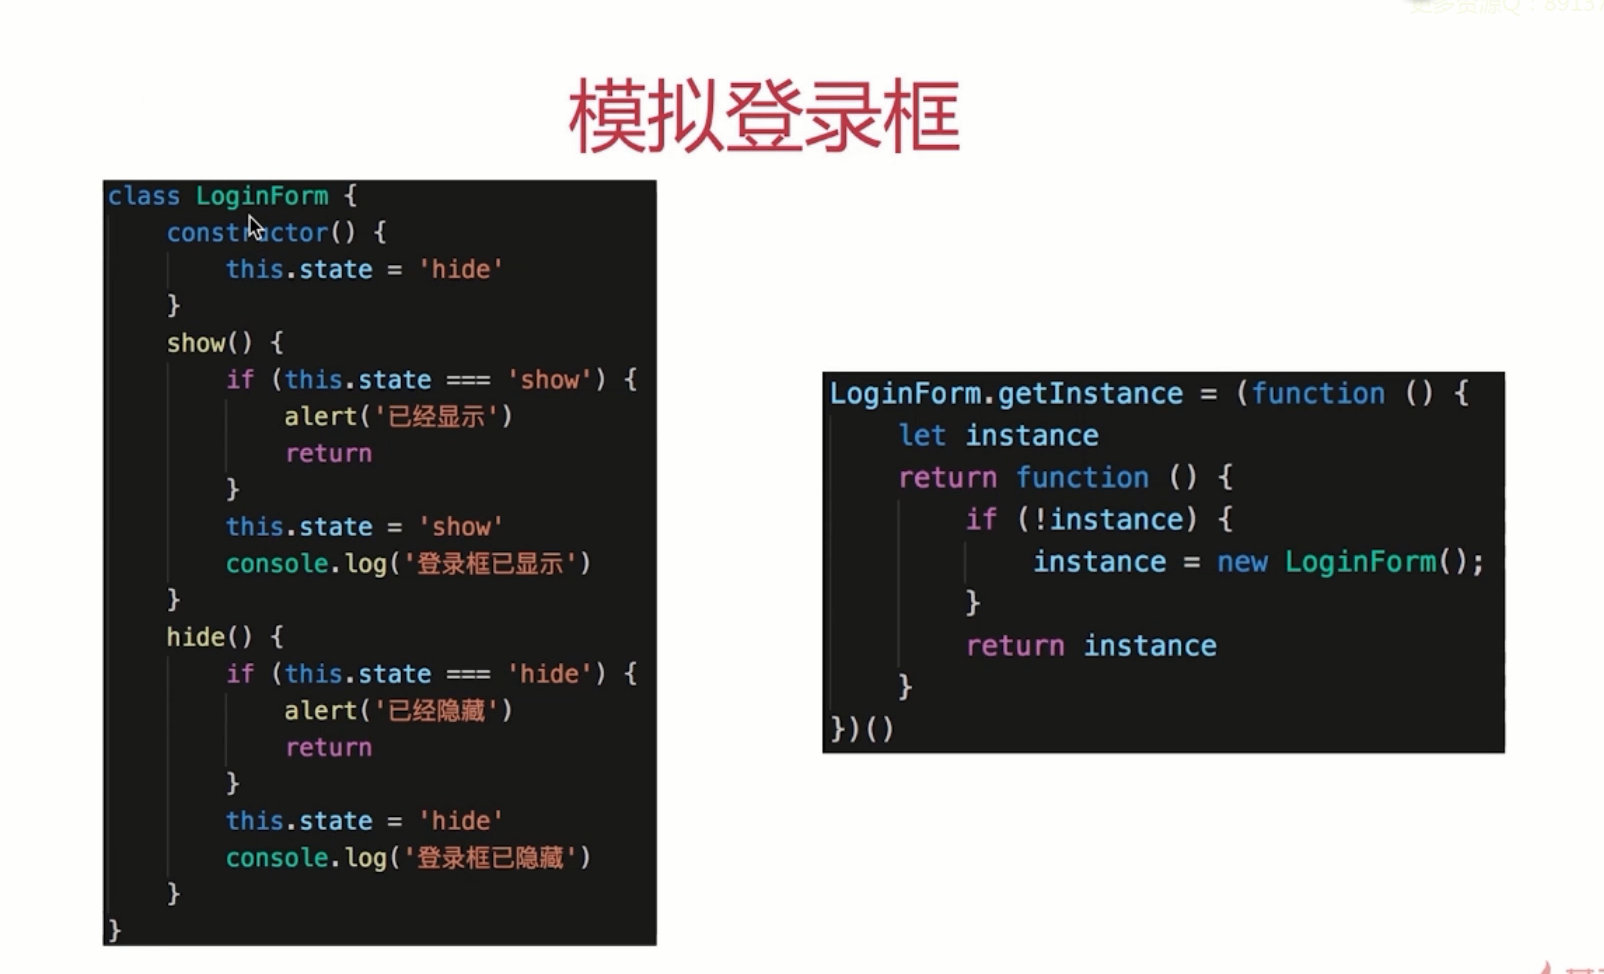 模拟登录框
class LoginForm {
constructor() {
this.state = 'hide'
}
show() {
if (this.state === 'show') {
alert('已经显示')
return
}
this.state = 'show'
console.log('登录框已显示')
}
hide() {
if (this.state === 'hide') {
alert('已经隐藏')
return
}
this.state = 'hide'
console.log('登录框已隐藏')
}
}
LoginForm.getInstance = (function () {
let instance
return function () {
if (!instance) {
instance = new LoginForm();
}
return instance
}
})()